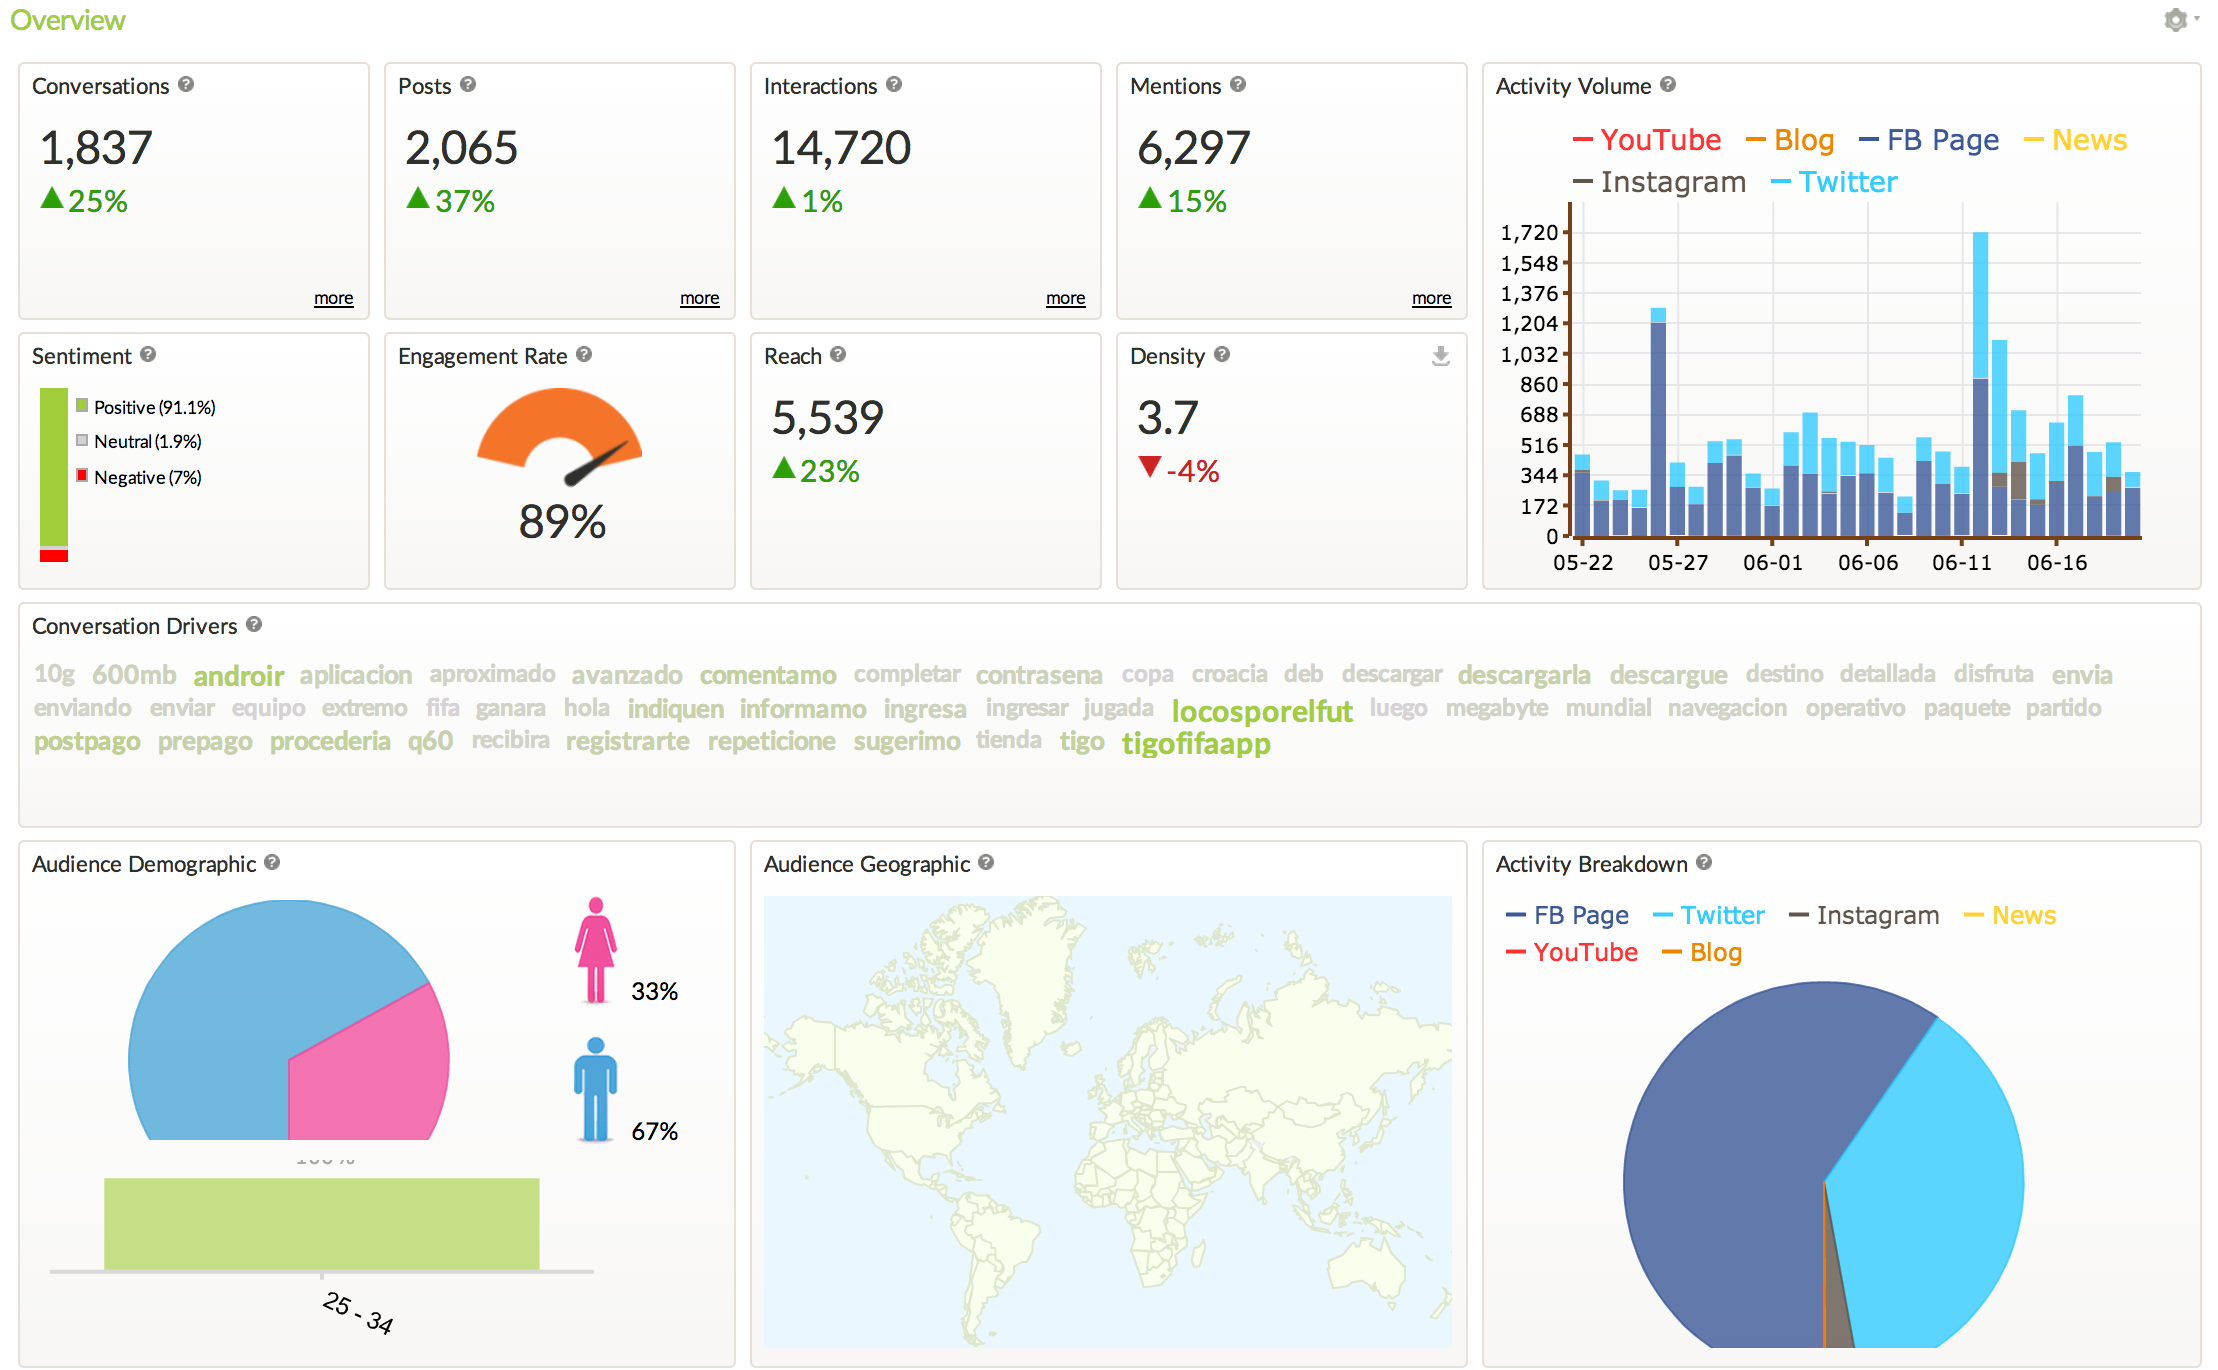 Overview
Conversations
1,837
25%
more
Posts
2,065
37%
more
Interactions
14,720
1%
more
Mentions
6,297
15%
more
Activity Volume
YouTube Blog FB Page News
Instagram Twitter
1,720
1,548
1,376
1,204
1,032
860
688
516
344
172
0
05-22 05-27 06-01 06-06 06-11 06-16
Sentiment
Positive (91.1%)
Neutral (1.9%)
Negative (7%)
Engagement Rate
89%
Reach
5,539
23%
Density
3.7
-4%
Conversation Drivers
10g 600mb androir aplicacion aproximado avanzado comentamo completar contrasena copa croacia deb descargar descargarla descargue destino detallada disfruta envia
enviando enviar equipo extremo fifa ganara hola indiquen informamo ingresa ingresar jugada locosporelfut luego megabyte mundial navegacion operativo paquete partido
postpago prepago procederia q60 recibira registrarte repeticione sugerimo tienda tigo tigofifaapp
Audience Demographic
33%
67%
25 - 34
Audience Geographic
Activity Breakdown
FB Page Twitter Instagram News
YouTube Blog